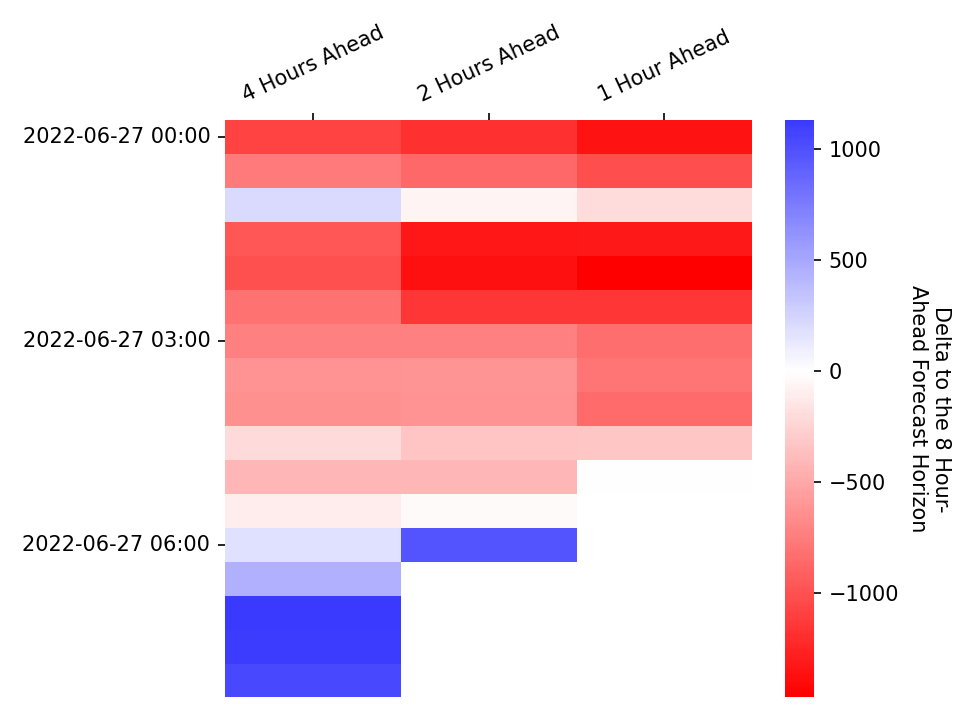 4 Hours Ahead
2 Hours Ahead
1 Hour Ahead
2022-06-27 00:00
2022-06-27 03:00
2022-06-27 06:00
1000
500
0
−500
−1000
Delta to the 8 Hour-
Ahead Forecast Horizon